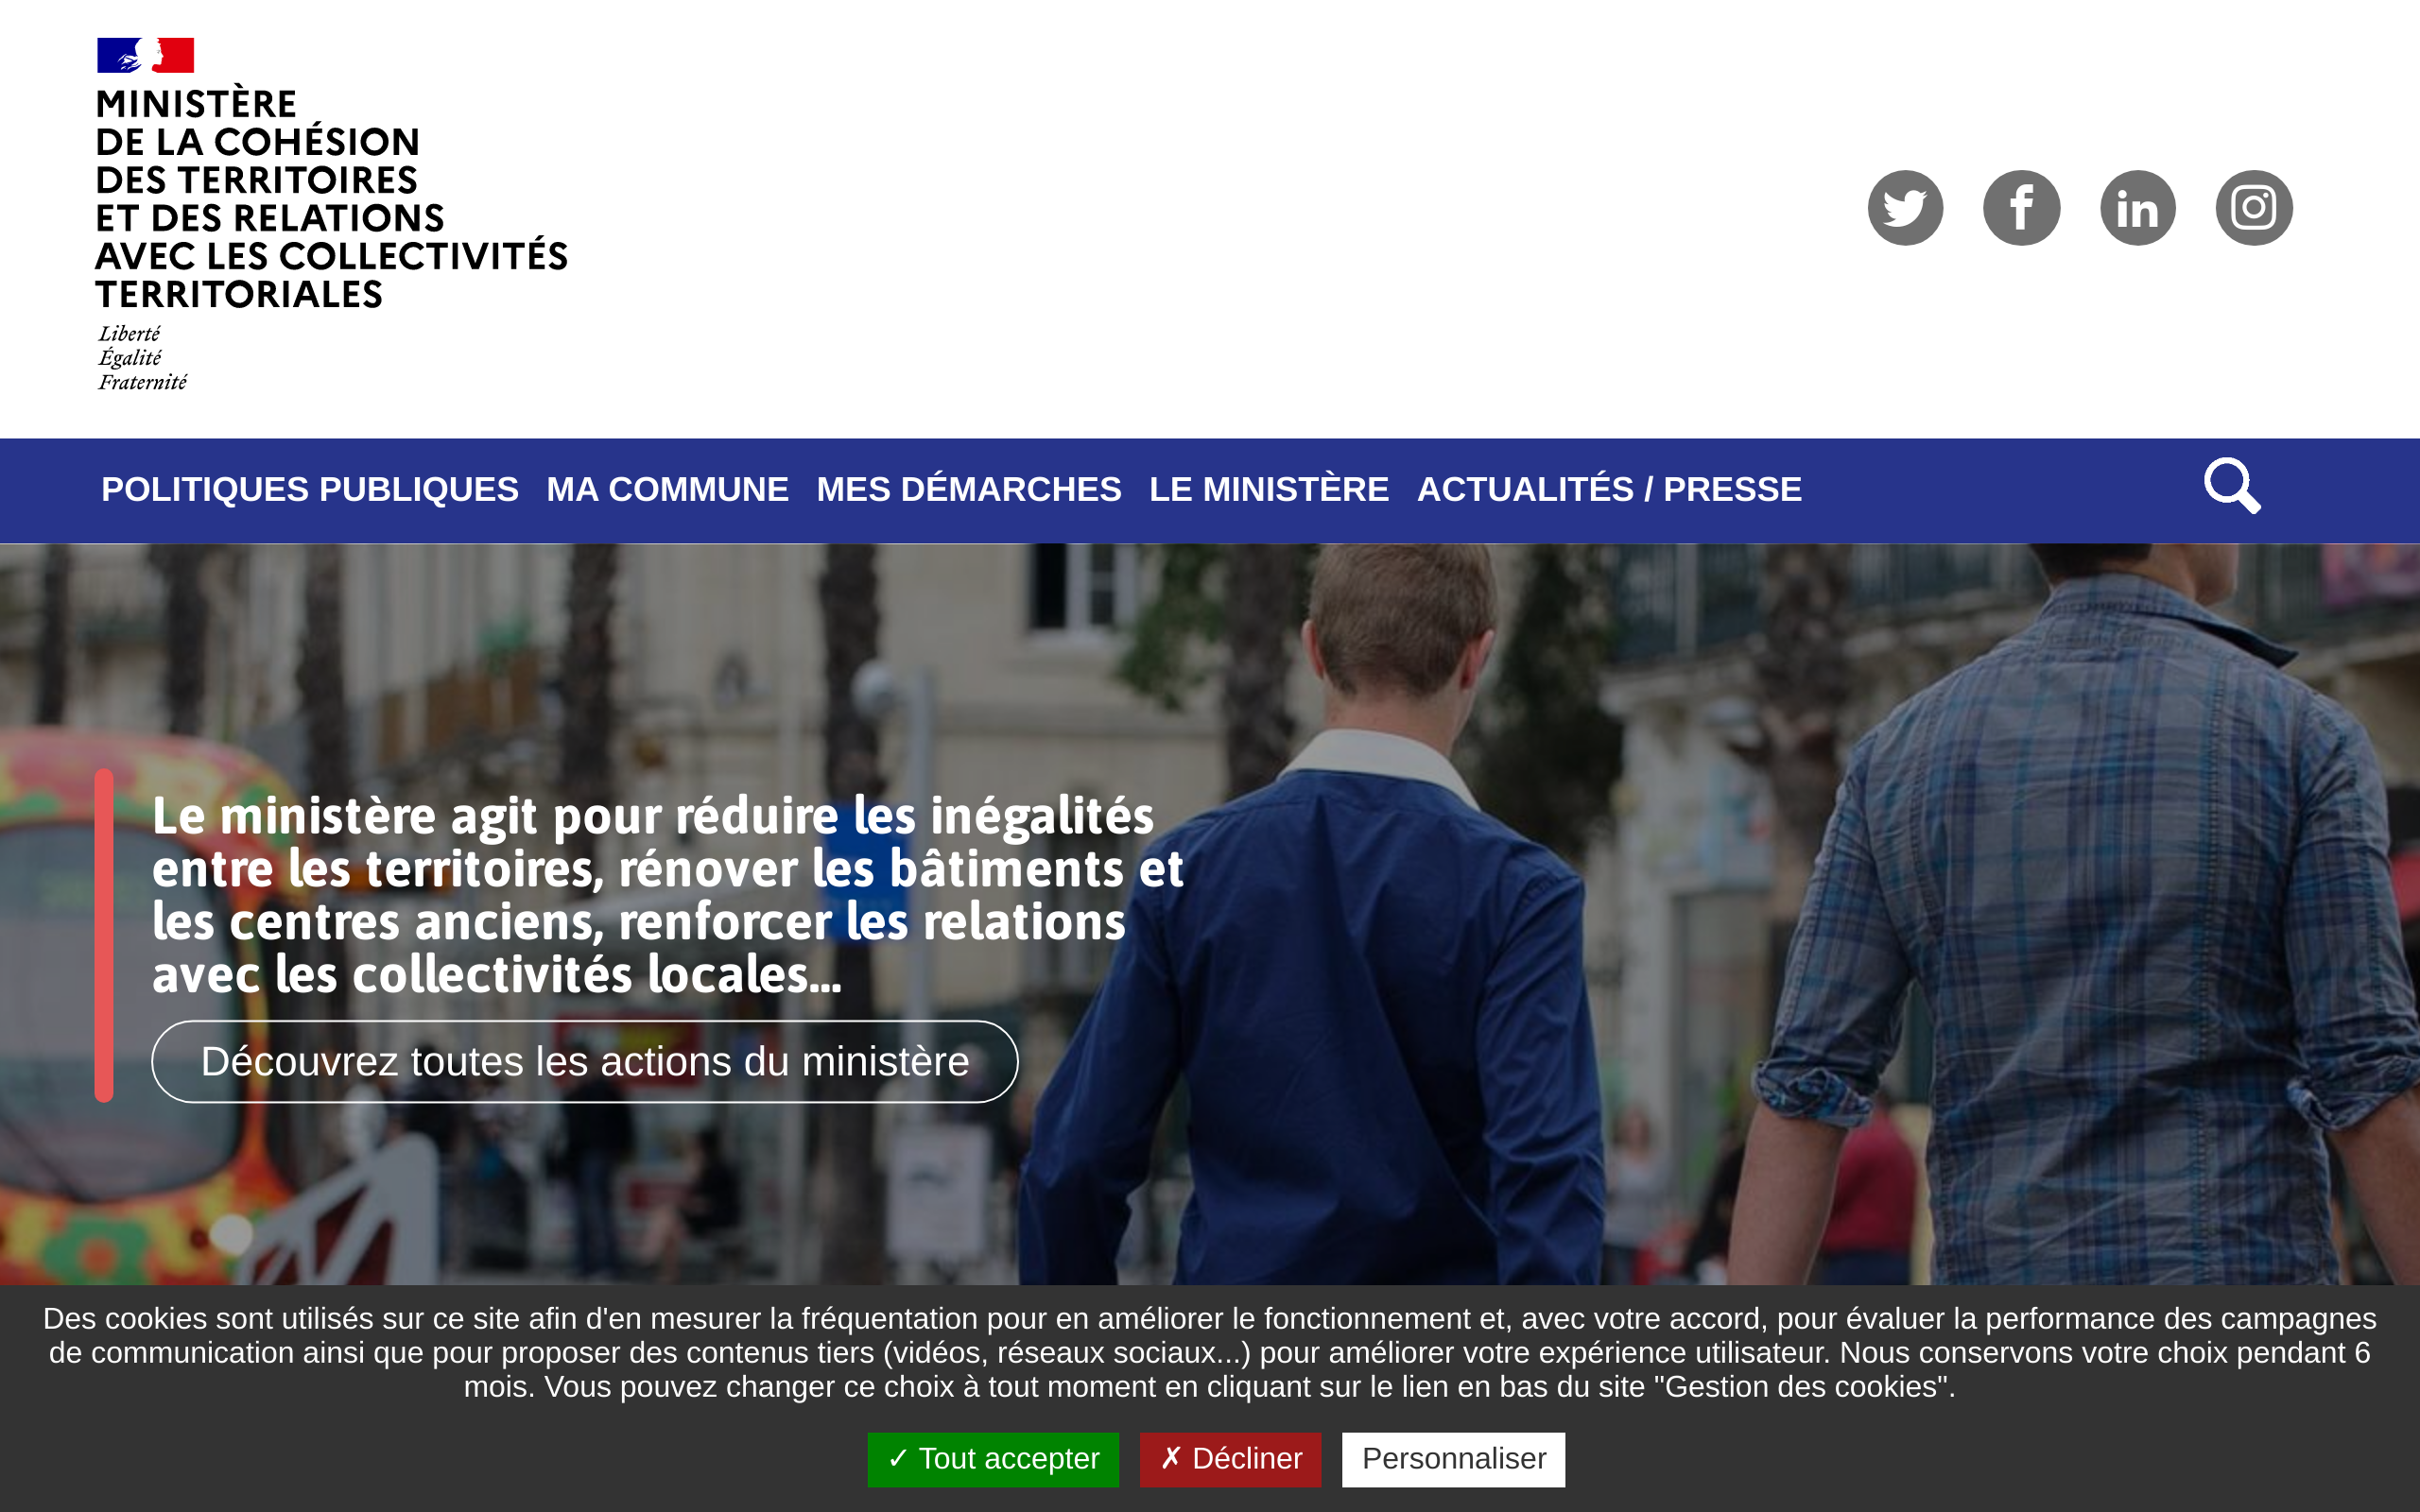 MINISTÈRE
DE LA COHÉSION
DES TERRITOIRES
ET DES RELATIONS
AVEC LES COLLECTIVITÉS
TERRITORIALES
Liberté
Égalité
Fraternité
POLITIQUES PUBLIQUES MA COMMUNE MES DÉMARCHES LE MINISTÈRE ACTUALITÉS / PRESSE
Le ministère agit pour réduire les inégalités
entre les territoires, rénover les bâtiments et
les centres anciens, renforcer les relations
avec les collectivités locales...
Découvrez toutes les actions du ministère
Des cookies sont utilisés sur ce site afin d'en mesurer la fréquentation pour en améliorer le fonctionnement et, avec votre accord, pour évaluer la performance des campagnes
de communication ainsi que pour proposer des contenus tiers (vidéos, réseaux sociaux...) pour améliorer votre expérience utilisateur. Nous conservons votre choix pendant 6
mois. Vous pouvez changer ce choix à tout moment en cliquant sur le lien en bas du site "Gestion des cookies".
✓ Tout accepter ✗ Décliner Personnaliser